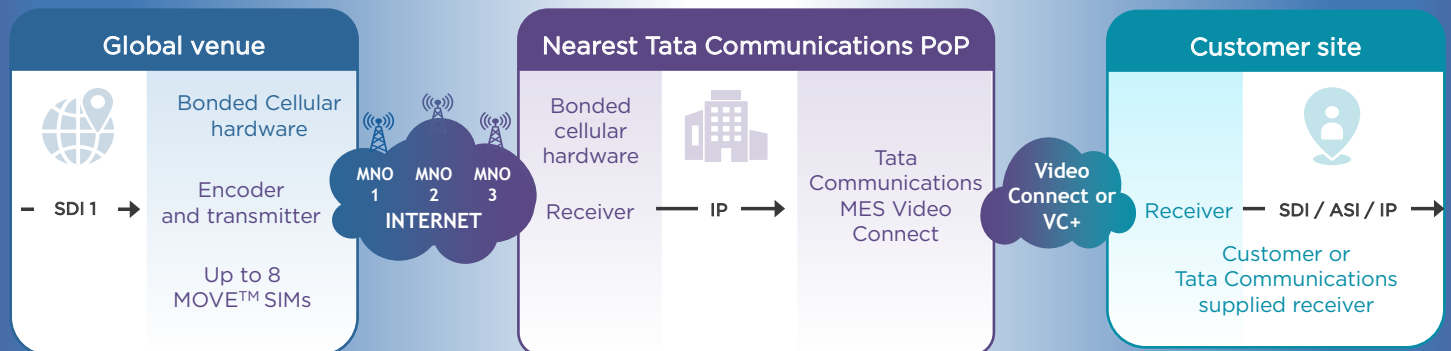 Global venue
SDI 1
Bonded Cellular
hardware
Encoder
and transmitter
Up to 8
MOVE™ SIMs
MNO
1
MNO
2
MNO
3
INTERNET
Nearest Tata Communications PoP
Bonded
cellular
hardware
Receiver
IP
Tata
Communications
MES Video
Connect
Video
Connect or
VC+
Customer site
Receiver
SDI / ASI / IP
Customer or
Tata Communications
supplied receiver